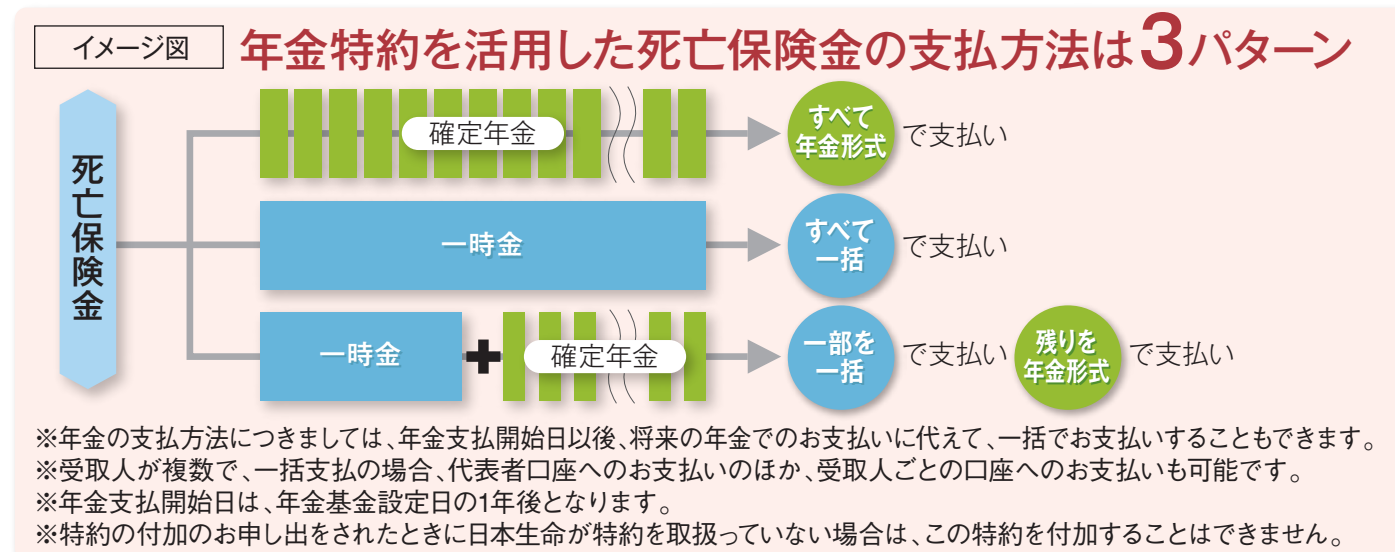 イメージ図
年金特約を活用した死亡保険金の支払方法は3パターン
死亡保険金
確定年金
すべて
年金形式
で支払い
一時金
すべて
一括
で支払い
一時金
+
確定年金
一部を
一括
で支払い
残りを
年金形式
で支払い
※年金の支払方法につきましては、年金支払開始日以後、将来の年金でのお支払いに代えて、一括でお支払いすることもできます。
※受取人が複数で、一括支払の場合、代表者口座へのお支払いのほか、受取人ごとの口座へのお支払いも可能です。
※年金支払開始日は、年金基金設定日の1年後となります。
※特約の付加のお申し出をされたときに日本生命が特約を取扱っていない場合は、この特約を付加することはできません。